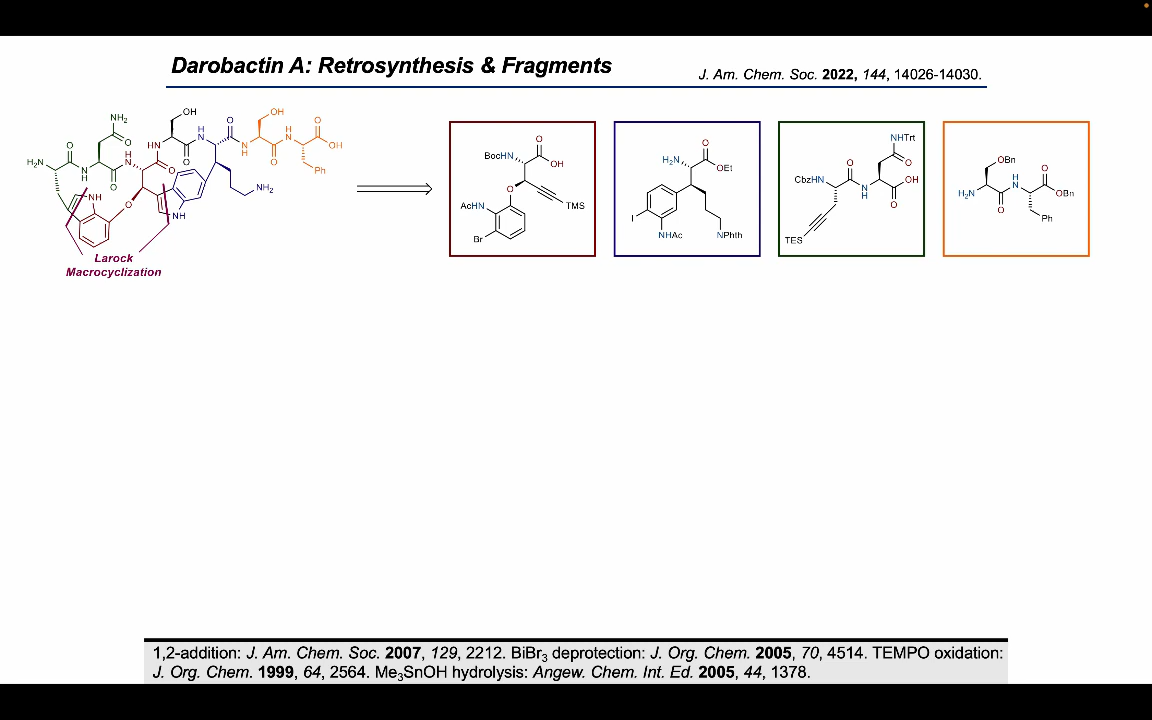 Darobactin A: Retrosynthesis & Fragments
J. Am. Chem. Soc. 2022, 144, 14026-14030.
NH₂
O
OH
OH
O
O
H₂N
O
N
H
O
H
N
O
HN
O
H
N
O
N
H
O
H
N
OH
Ph
NH₂
NH
O
NH
Larock
Macrocyclization
BocHN
O
OH
O
AcHN
TMS
Br
H₂N
O
OEt
I
NHAc
NPhth
NHTrt
O
CbzHN
O
N
H
OH
O
TES
OBn
H₂N
H
N
O
O
OBn
Ph
1,2-addition: J. Am. Chem. Soc. 2007, 129, 2212. BiBr₃ deprotection: J. Org. Chem. 2005, 70, 4514. TEMPO oxidation:
J. Org. Chem. 1999, 64, 2564. Me₃SnOH hydrolysis: Angew. Chem. Int. Ed. 2005, 44, 1378.